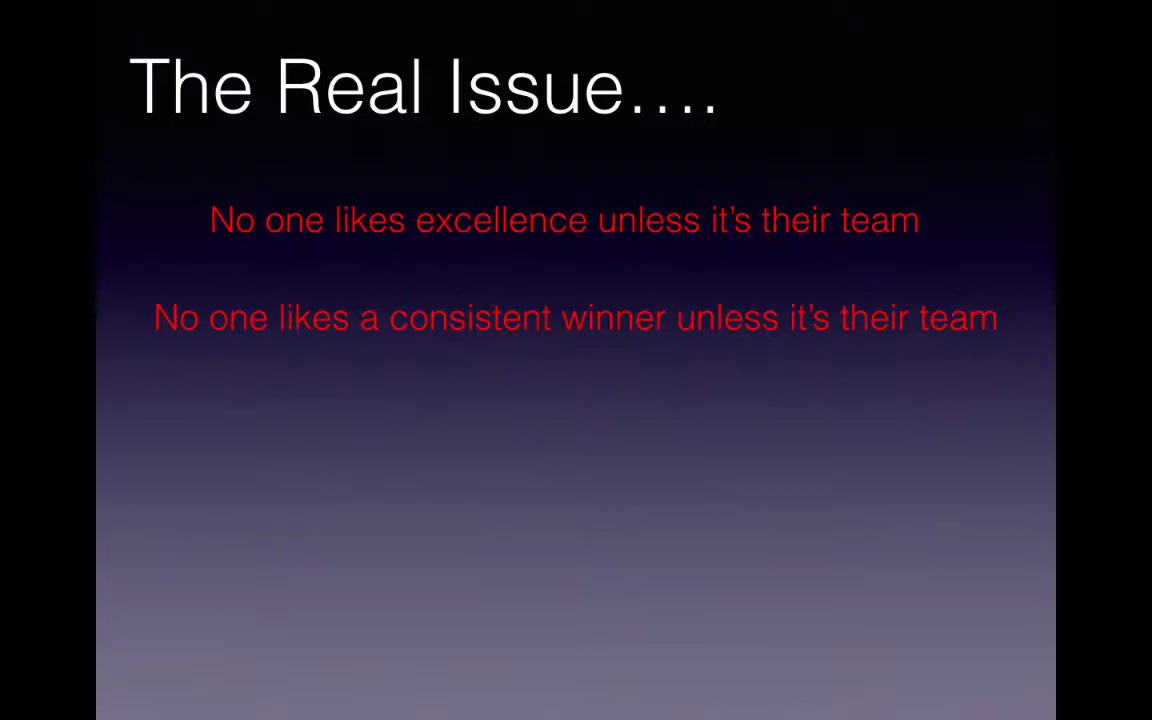 The Real Issue….
No one likes excellence unless it’s their team
No one likes a consistent winner unless it’s their team